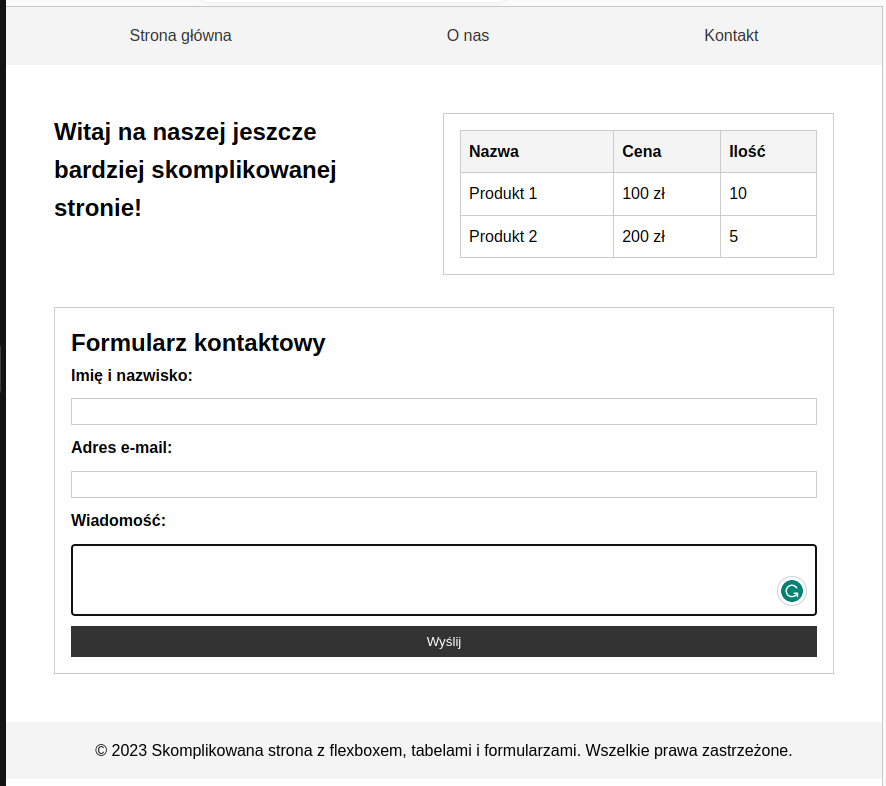 Strona główna O nas Kontakt
Witaj na naszej jeszcze
bardziej skomplikowanej
stronie!
Nazwa Cena Ilość
Produkt 1 100 zł 10
Produkt 2 200 zł 5
Formularz kontaktowy
Imię i nazwisko:
Adres e-mail:
Wiadomość:
Wyślij
© 2023 Skomplikowana strona z flexboxem, tabelami i formularzami. Wszelkie prawa zastrzeżone.